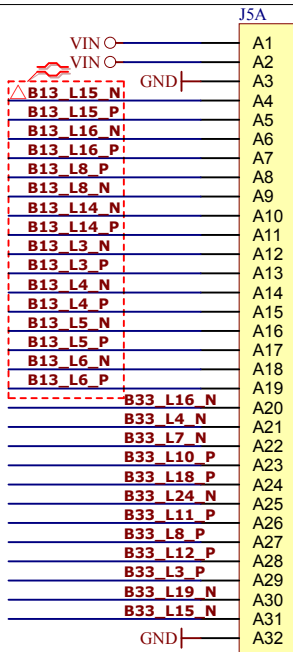 J5A
VIN A1
VIN A2
GND A3
B13_L15_N A4
B13_L15_P A5
B13_L16_N A6
B13_L16_P A7
B13_L8_P A8
B13_L8_N A9
B13_L14_N A10
B13_L14_P A11
B13_L3_N A12
B13_L3_P A13
B13_L4_N A14
B13_L4_P A15
B13_L5_N A16
B13_L5_P A17
B13_L6_N A18
B13_L6_P A19
B33_L16_N A20
B33_L4_N A21
B33_L7_N A22
B33_L10_P A23
B33_L18_P A24
B33_L24_N A25
B33_L11_P A26
B33_L8_P A27
B33_L12_P A28
B33_L3_P A29
B33_L19_N A30
B33_L15_N A31
GND A32